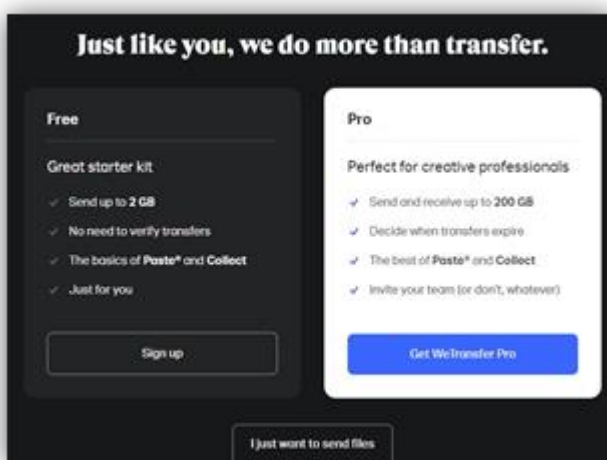 Just like you, we do more than transfer.
Free
Great starter kit
Send up to 2 GB
No need to verify transfers
The basics of Paste® and Collect
Just for you
Sign up
Pro
Perfect for creative professionals
Send and receive up to 200 GB
Decide when transfers expire
The best of Paste® and Collect
Invite your team (or don't, whatever)
Get WeTransfer Pro
I just want to send files